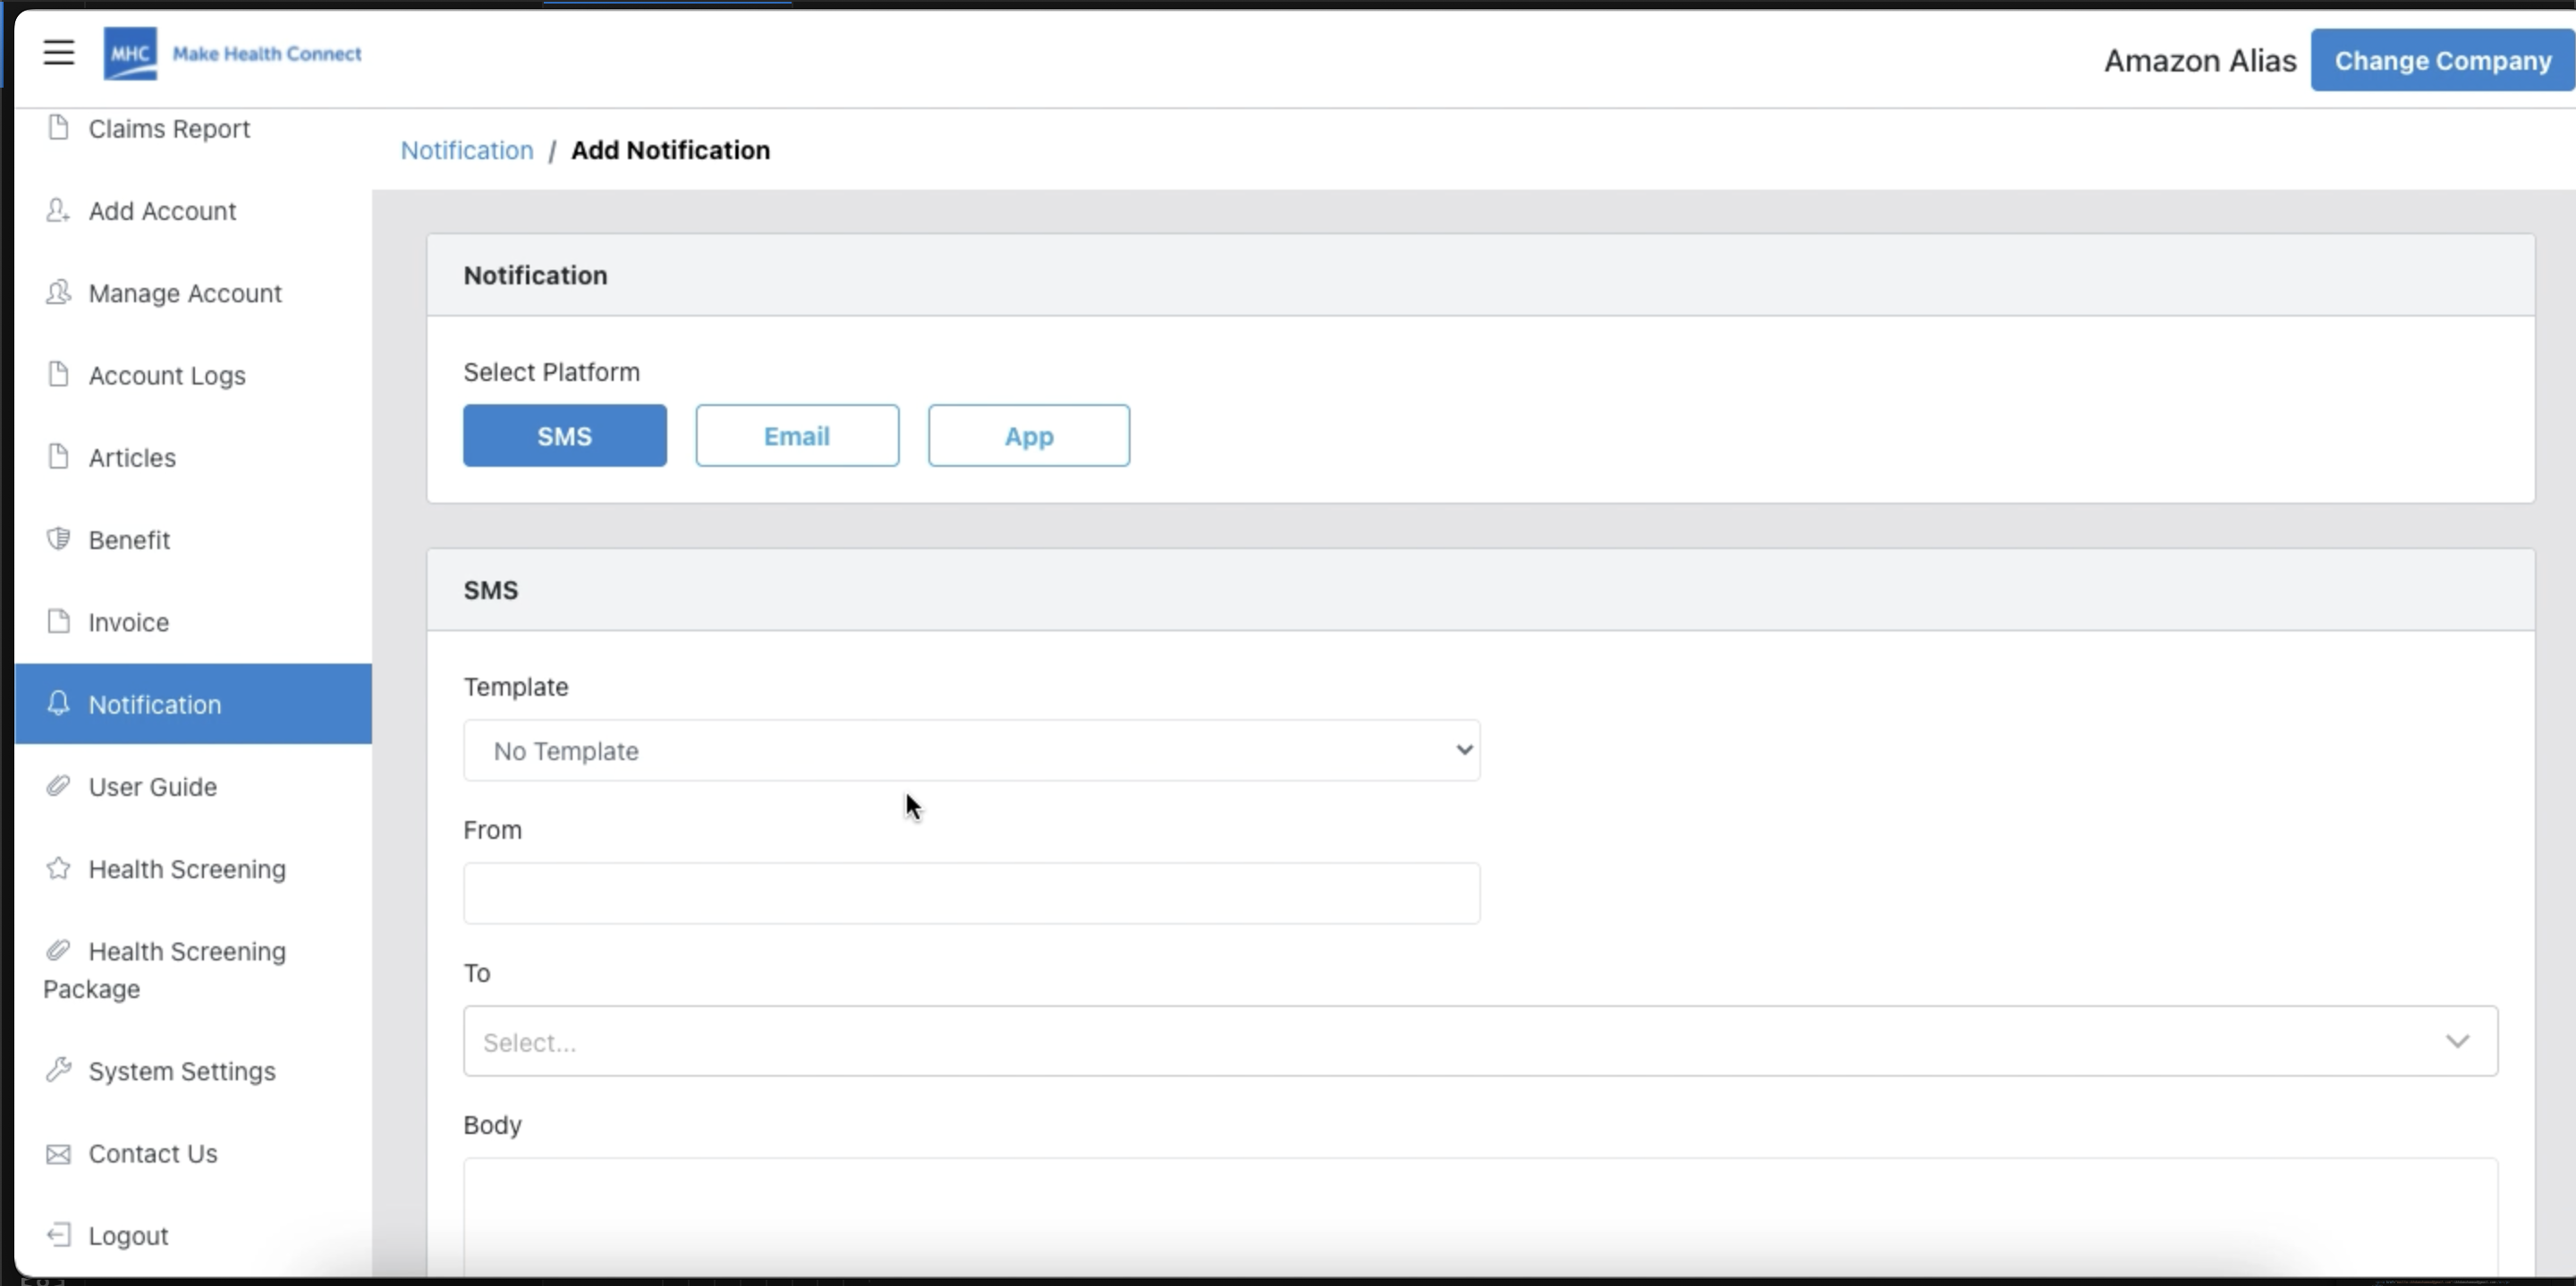 MHC Make Health Connect
Amazon Alias
Change Company
Claims Report
Add Account
Manage Account
Account Logs
Articles
Benefit
Invoice
Notification
User Guide
Health Screening
Health Screening
Package
System Settings
Contact Us
Logout
Notification / Add Notification
Notification
Select Platform
SMS
Email
App
SMS
Template
No Template
From
To
Select...
Body